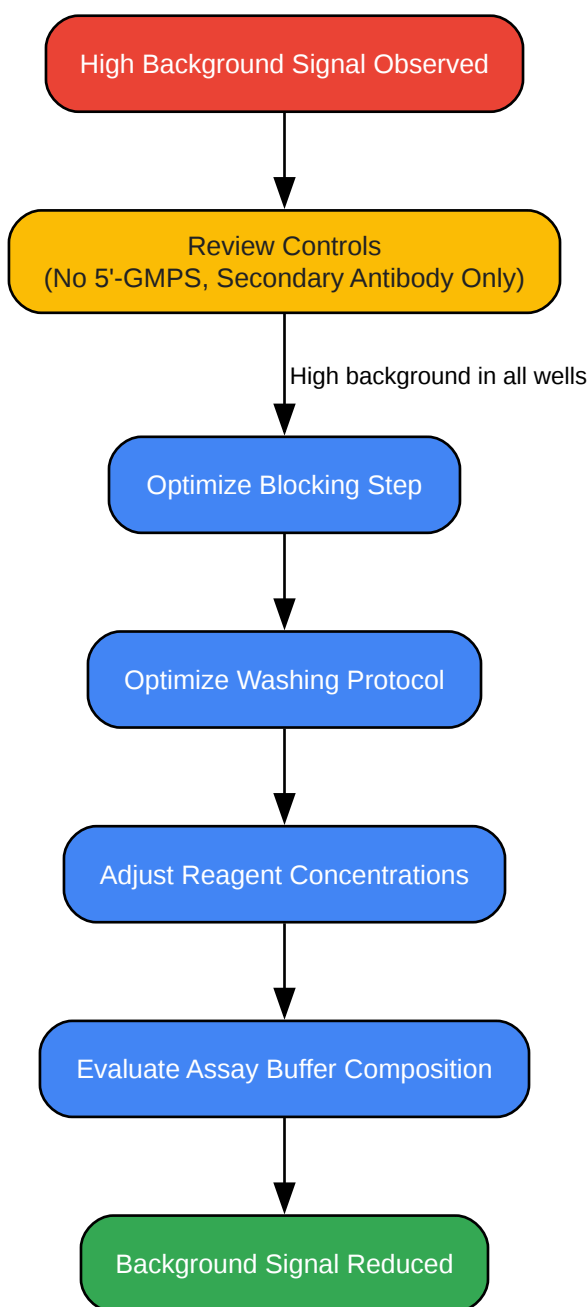 High Background Signal Observed
Review Controls
(No 5'-GMPS, Secondary Antibody Only)
High background in all wells
Optimize Blocking Step
Optimize Washing Protocol
Adjust Reagent Concentrations
Evaluate Assay Buffer Composition
Background Signal Reduced